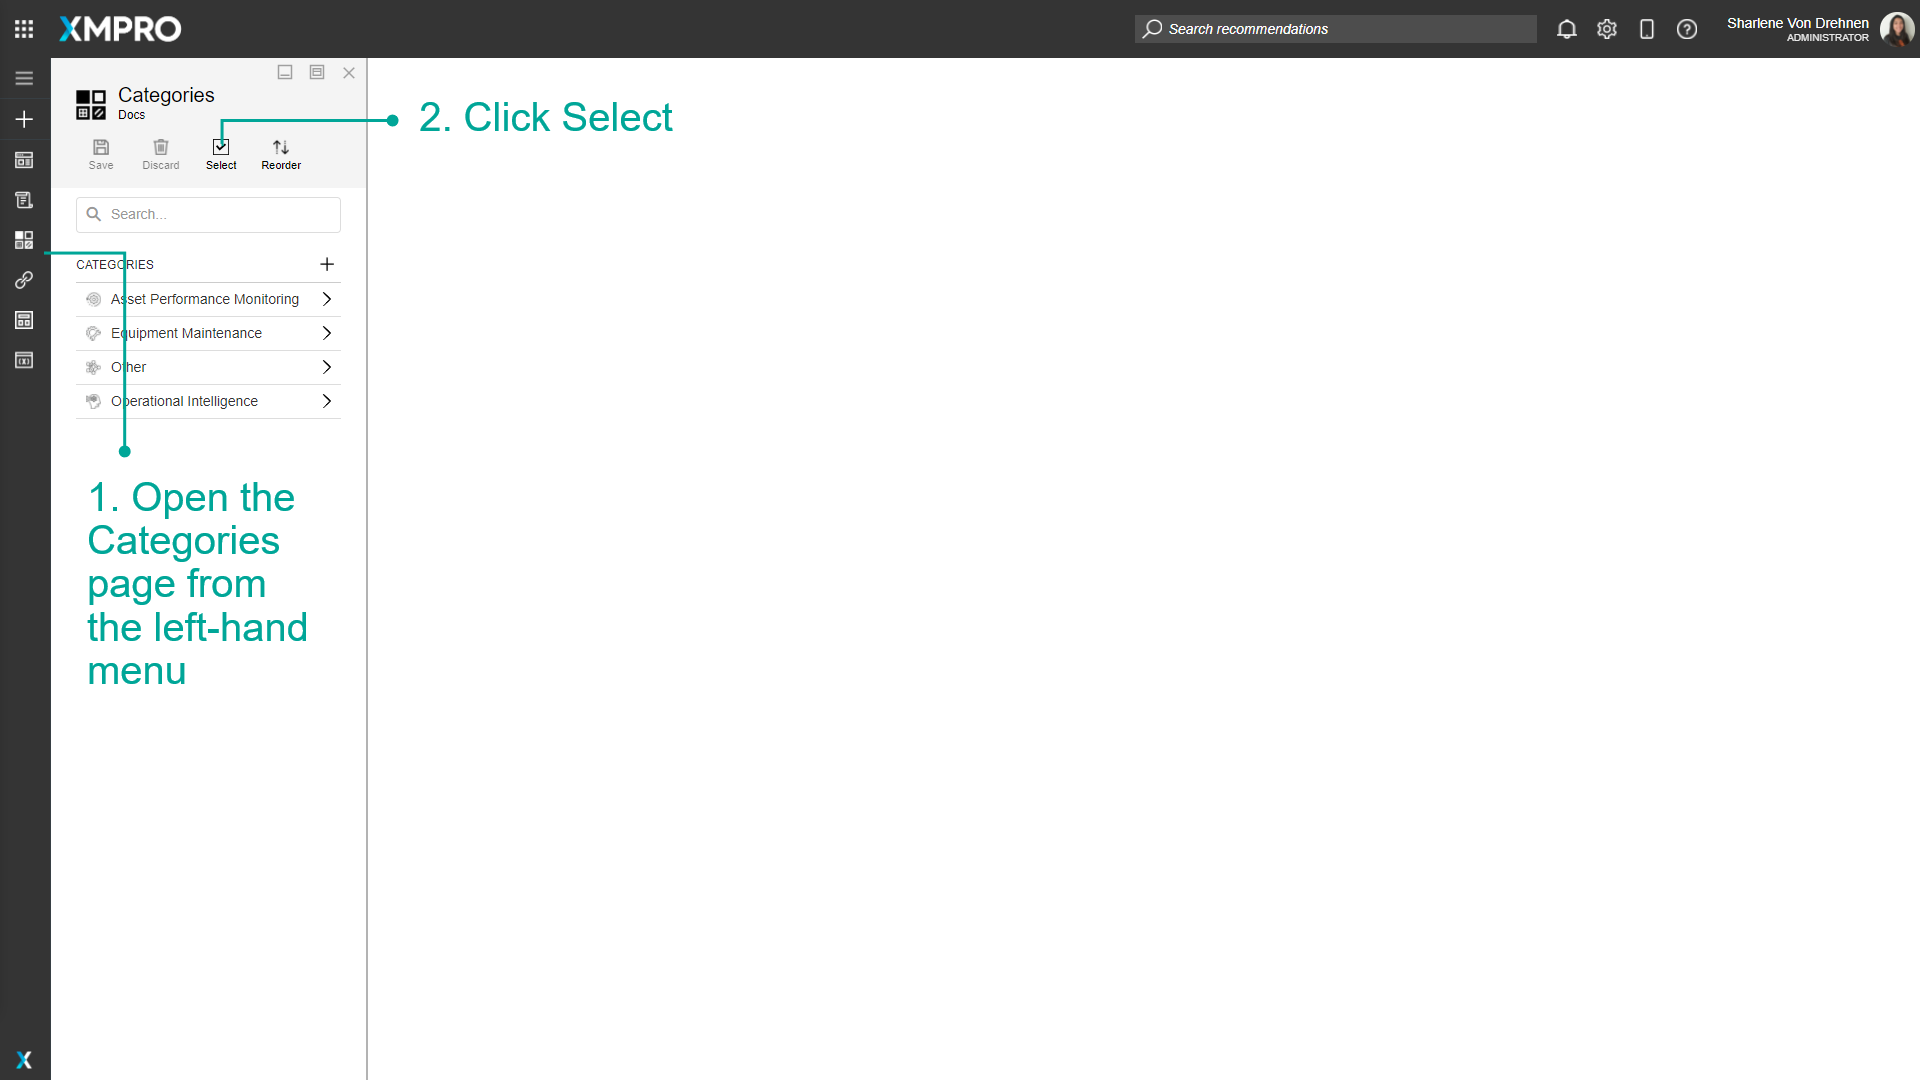 XMPRO
Search recommendations
Sharlene Von Drehnen
ADMINISTRATOR
Categories
Docs
Save Discard Select Reorder
2. Click Select
Search...
CATEGORIES
Asset Performance Monitoring
Equipment Maintenance
Other
Operational Intelligence
1. Open the
Categories
page from
the left-hand
menu